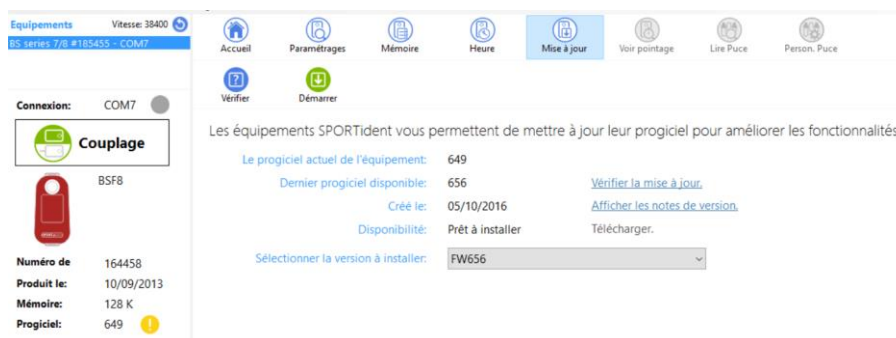 Equipements Vitesse: 38400
BS series 7/8 #185455 - COM7
Accueil Paramétrages Mémoire Heure Mise à jour Voir pointage Lire Puce Person. Puce
Vérifier Démarrer
Connexion: COM7
Couplage
BSF8
Numéro de 164458
Produit le: 10/09/2013
Mémoire: 128 K
Progiciel: 649
Les équipements SPORTident vous permettent de mettre à jour leur progiciel pour améliorer les fonctionnalités
Le progiciel actuel de l'équipement: 649
Dernier progiciel disponible: 656 Vérifier la mise à jour.
Créé le: 05/10/2016 Afficher les notes de version.
Disponibilité: Prêt à installer Télécharger.
Sélectionner la version à installer: FW656